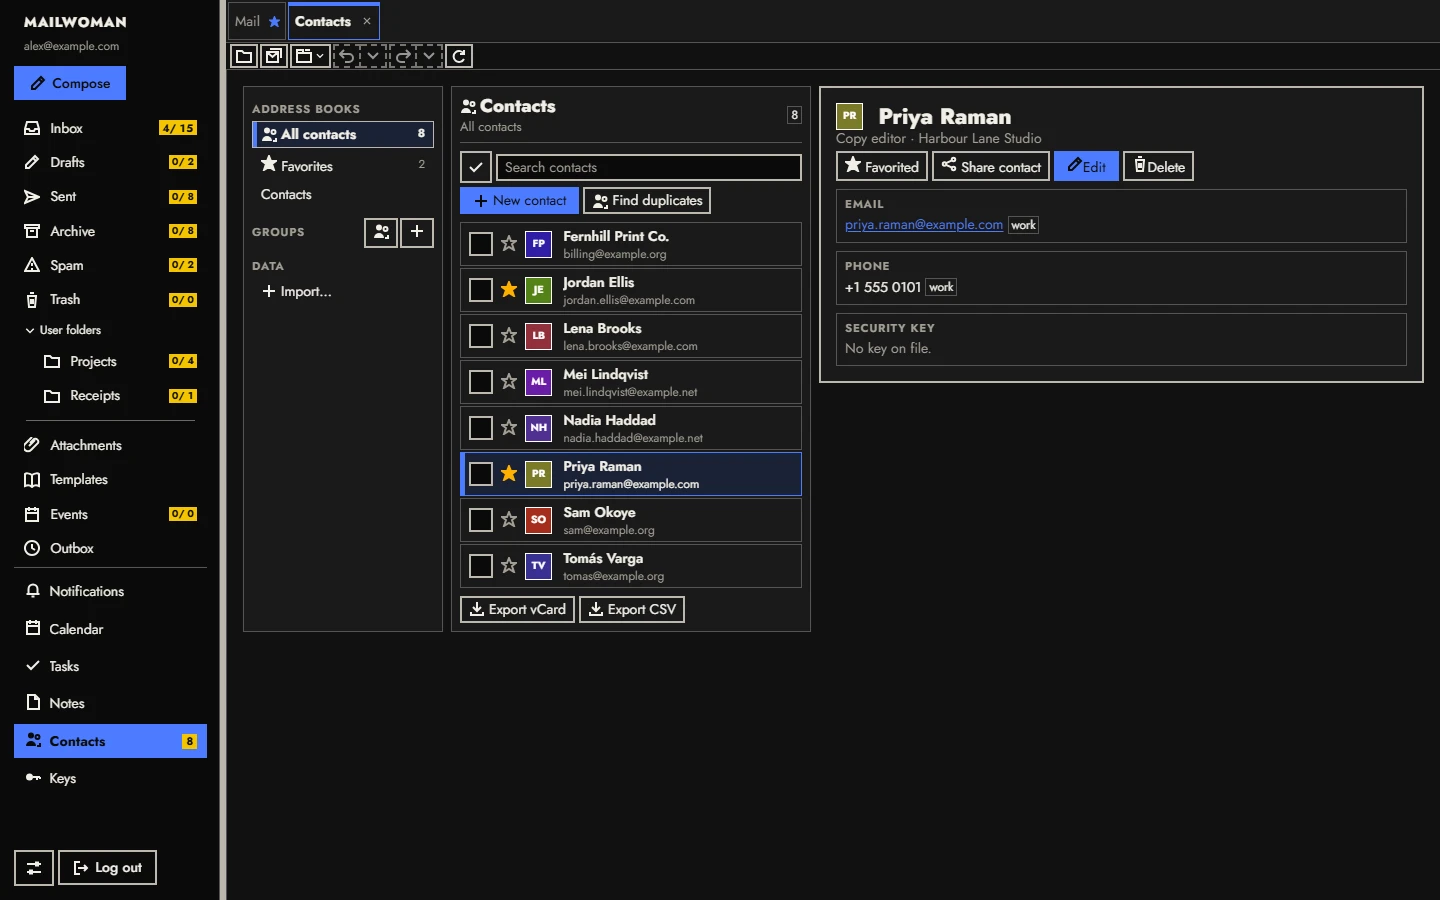 MAILWOMAN
alex@example.com
Compose
Inbox 4/ 15
Drafts 0/ 2
Sent 0/ 8
Archive 0/ 8
Spam 0/ 2
Trash 0/ 0
User folders
Projects 0/ 4
Receipts 0/ 1
Attachments
Templates
Events 0/ 0
Outbox
Notifications
Calendar
Tasks
Notes
Contacts 8
Keys
Log out
Mail
Contacts ×
ADDRESS BOOKS
All contacts 8
Favorites 2
Contacts
GROUPS
DATA
Import...
Contacts 8
All contacts
Search contacts
New contact
Find duplicates
FP Fernhill Print Co.
billing@example.org
JE Jordan Ellis
jordan.ellis@example.com
LB Lena Brooks
lena.brooks@example.com
ML Mei Lindqvist
mei.lindqvist@example.net
NH Nadia Haddad
nadia.haddad@example.net
PR Priya Raman
priya.raman@example.com
SO Sam Okoye
sam@example.org
TV Tomás Varga
tomas@example.org
Export vCard
Export CSV
PR Priya Raman
Copy editor · Harbour Lane Studio
Favorited
Share contact
Edit
Delete
EMAIL
priya.raman@example.com work
PHONE
+1 555 0101 work
SECURITY KEY
No key on file.